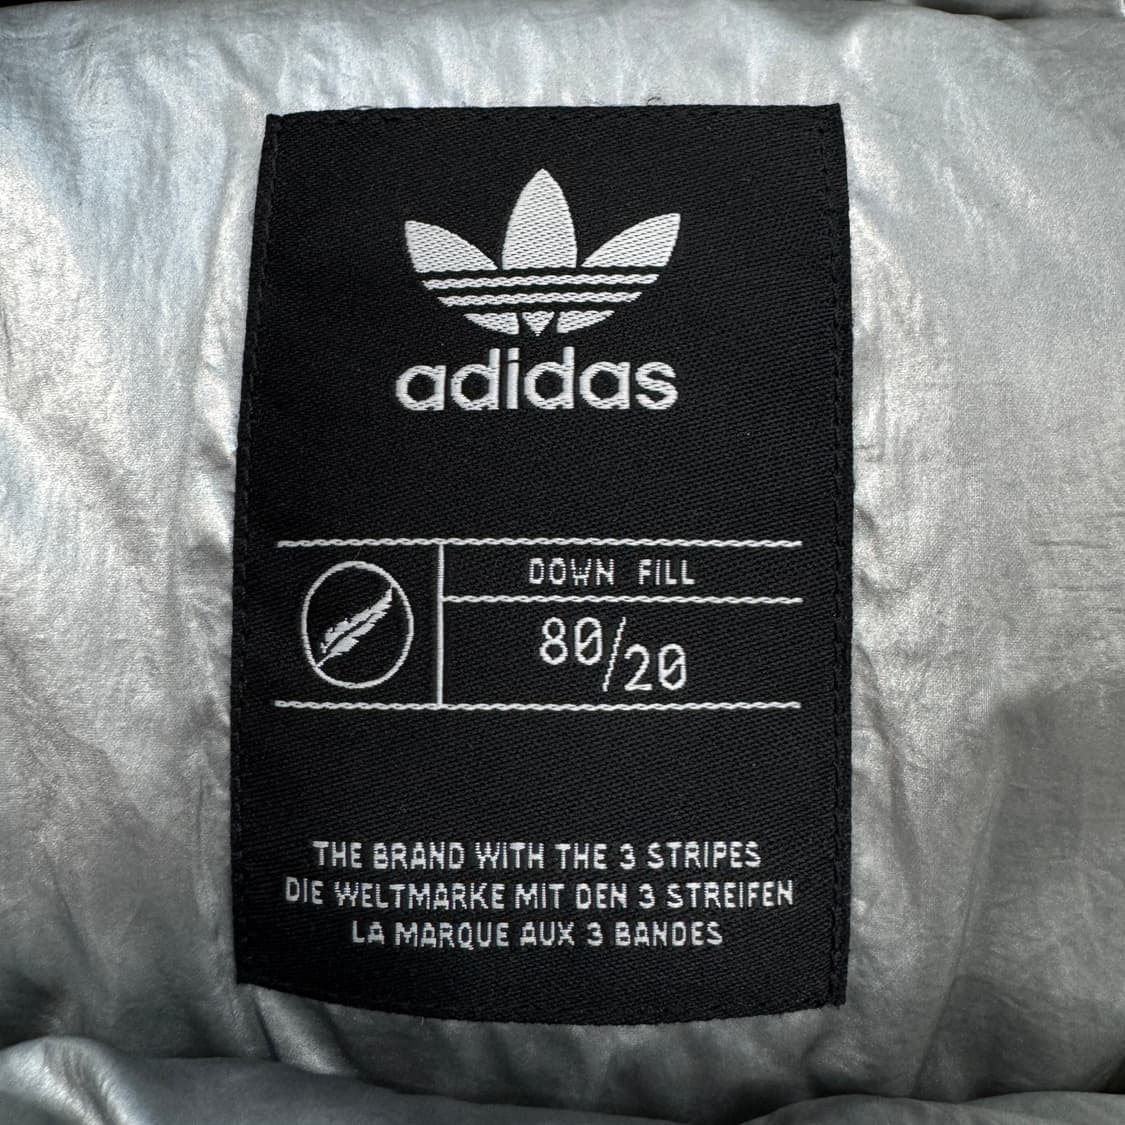 adidas
DOWN FILL
80/20
THE BRAND WITH THE 3 STRIPES
DIE WELTMARKE MIT DEN 3 STREIFEN
LA MARQUE AUX 3 BANDES